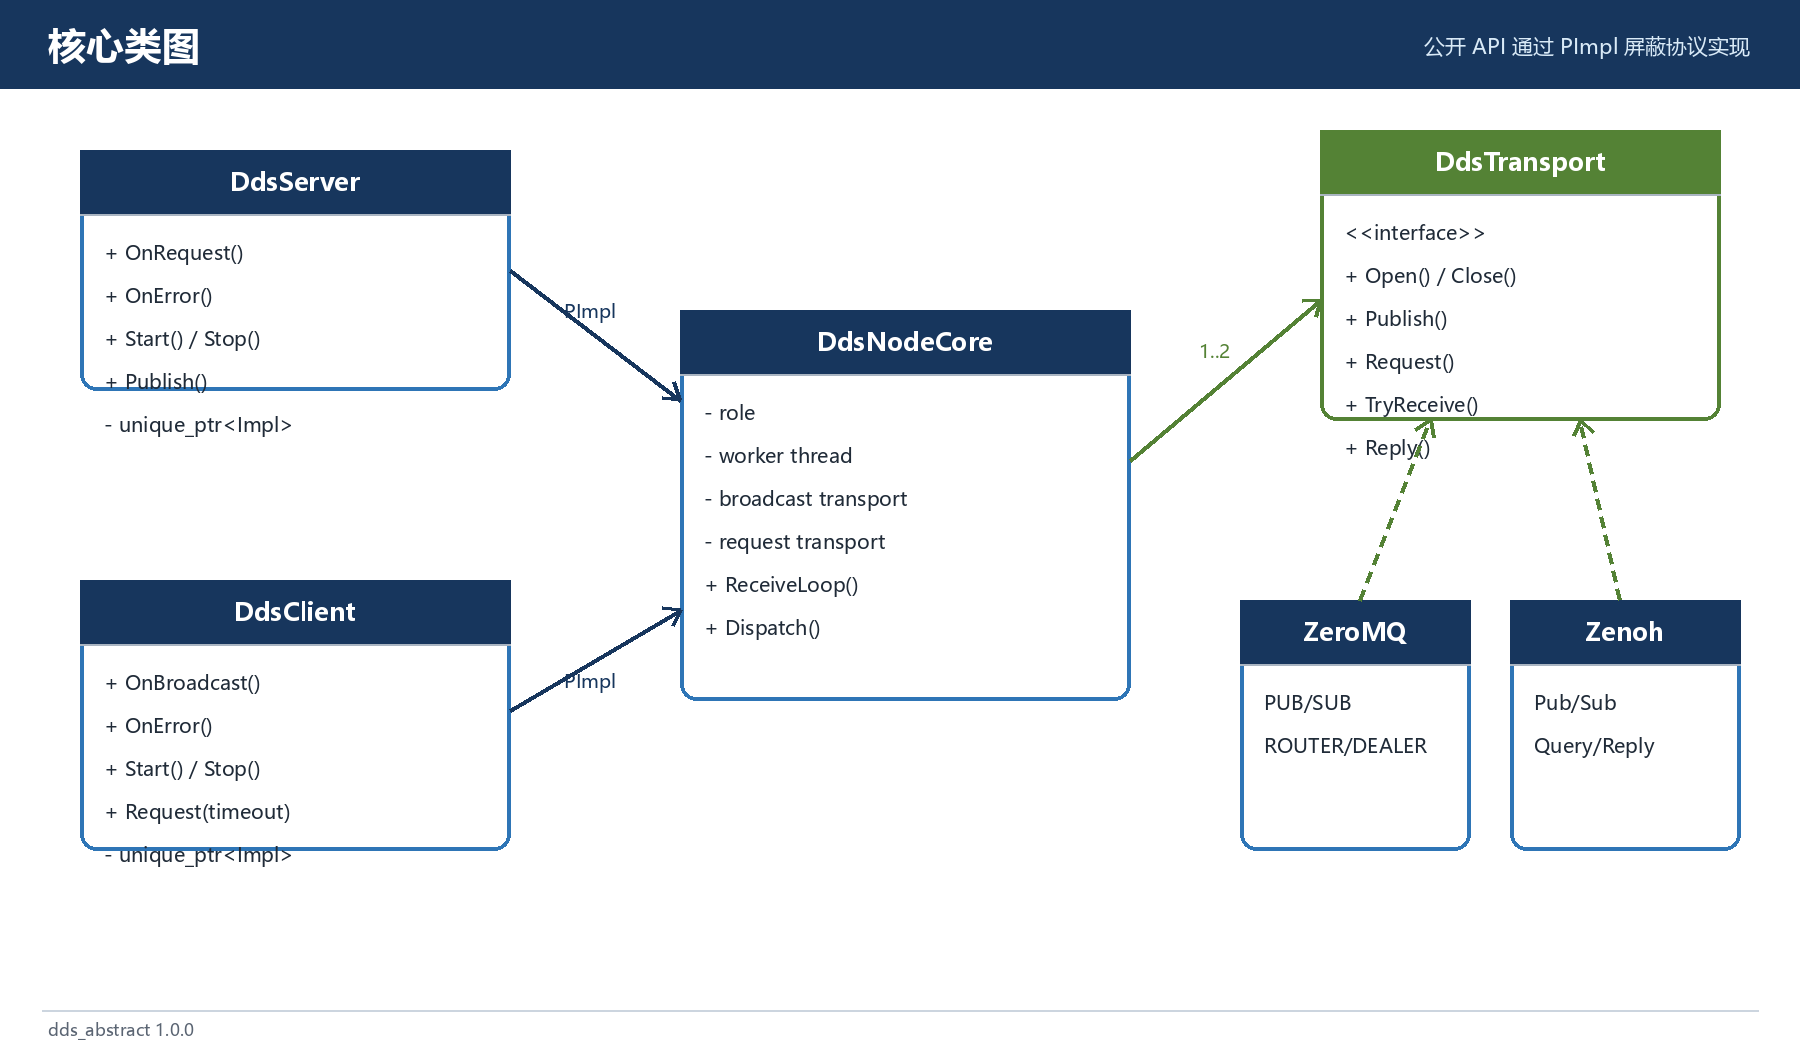 核心类图
公开 API 通过 PImpl 屏蔽协议实现
DdsServer
+ OnRequest()
+ OnError()
+ Start() / Stop()
+ Publish()
- unique_ptr<Impl>
PImpl
DdsClient
+ OnBroadcast()
+ OnError()
+ Start() / Stop()
+ Request(timeout)
- unique_ptr<Impl>
PImpl
DdsNodeCore
- role
- worker thread
- broadcast transport
- request transport
+ ReceiveLoop()
+ Dispatch()
1..2
DdsTransport
<<interface>>
+ Open() / Close()
+ Publish()
+ Request()
+ TryReceive()
+ Reply()
ZeroMQ
PUB/SUB
ROUTER/DEALER
Zenoh
Pub/Sub
Query/Reply
dds_abstract 1.0.0